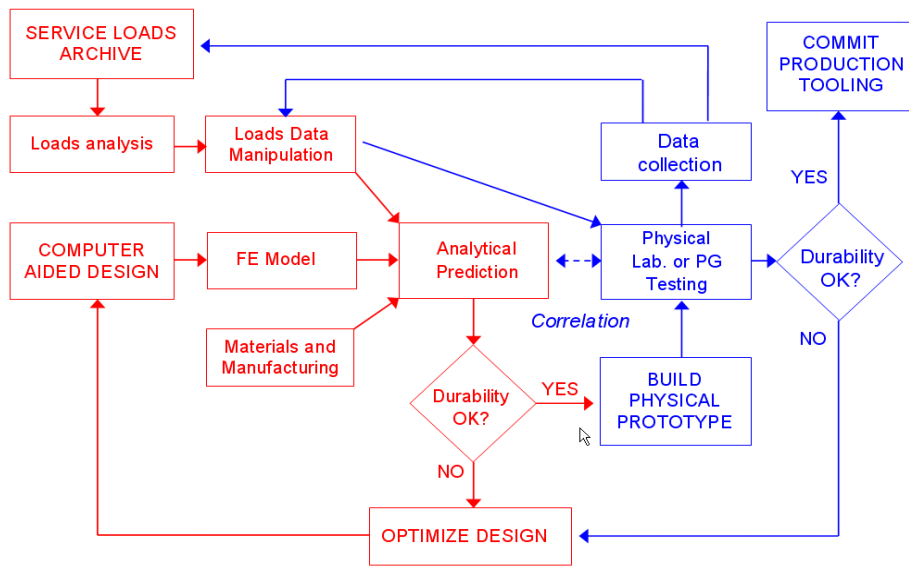 SERVICE LOADS
ARCHIVE
COMMIT
PRODUCTION
TOOLING
Loads analysis
Loads Data
Manipulation
Data
collection
YES
COMPUTER
AIDED DESIGN
FE Model
Analytical
Prediction
Physical
Lab. or PG
Testing
Durability
OK?
Correlation
NO
Materials and
Manufacturing
Durability
OK?
YES
BUILD
PHYSICAL
PROTOTYPE
NO
OPTIMIZE DESIGN